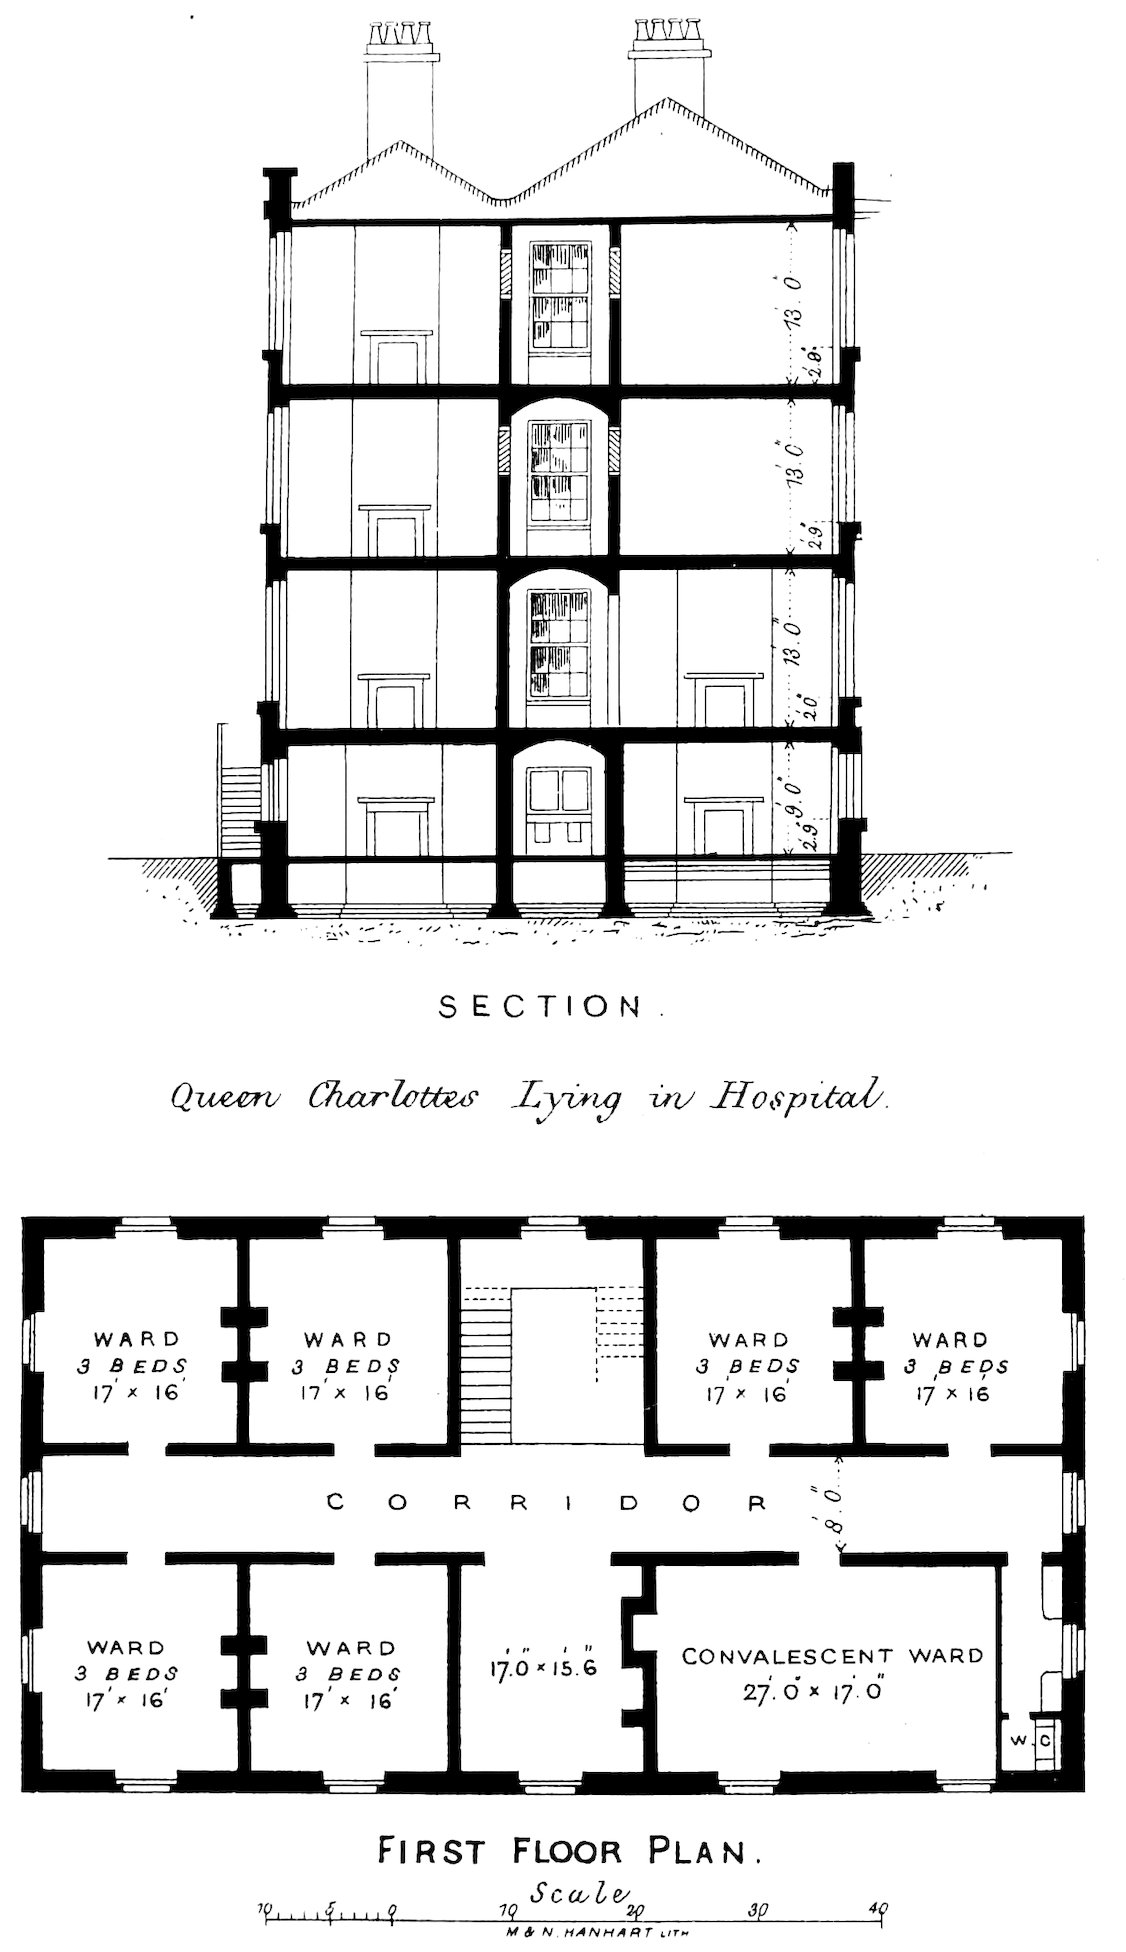 13'.0"
2'.9"
13'.0"
2'.9"
13'.0"
2'.0"
9'.0"
2'.9"
SECTION.
Queen Charlottes Lying in Hospital.
WARD
3 BEDS
17' × 16'
WARD
3 BEDS
17' × 16'
WARD
3 BEDS
17' × 16'
WARD
3 BEDS
17' × 16'
CORRIDOR
8'.0"
WARD
3 BEDS
17' × 16'
WARD
3 BEDS
17' × 16'
17'.0" × 15'.6"
CONVALESCENT WARD
27'.0" × 17'.0"
W.C
FIRST FLOOR PLAN.
Scale
10 5 0 10 20 30 40
M & N. HANHART LITH